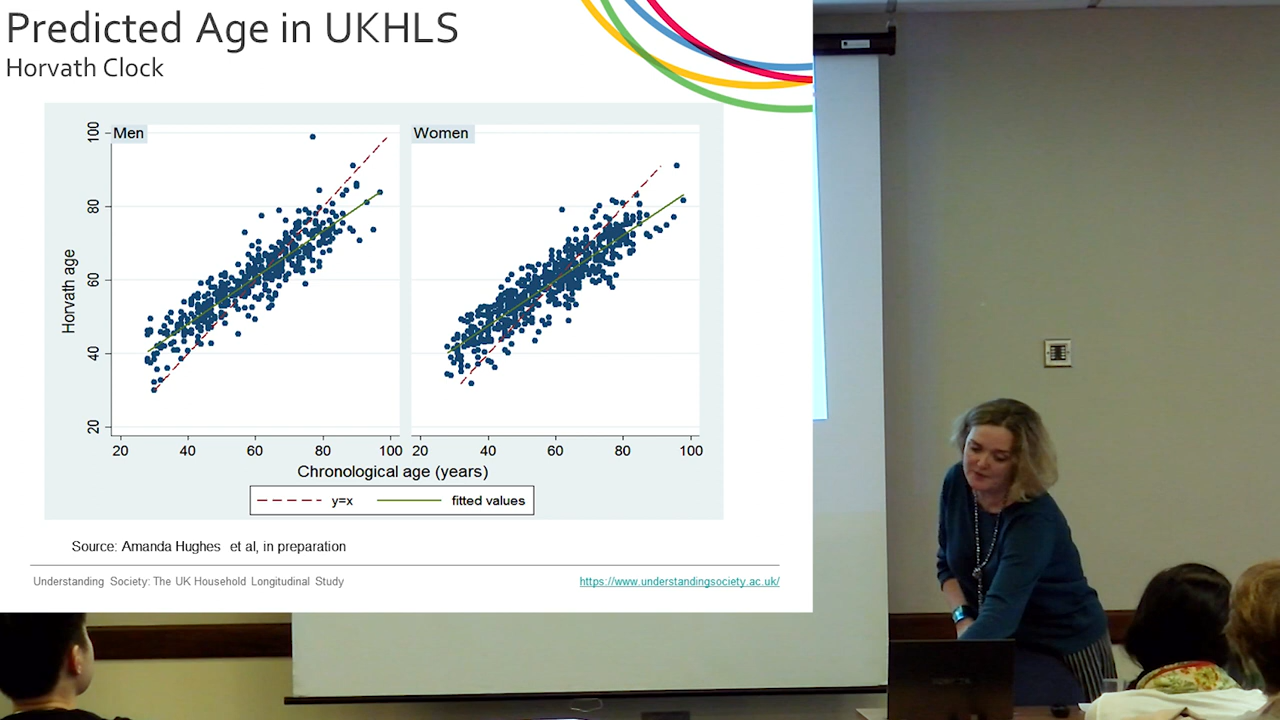 Predicted Age in UKHLS
Horvath Clock
Men
Women
100
80
60
40
20
Horvath age
20 40 60 80 100
20 40 60 80 100
Chronological age (years)
y=x
fitted values
Source: Amanda Hughes et al, in preparation
Understanding Society: The UK Household Longitudinal Study
https://www.understandingsociety.ac.uk/